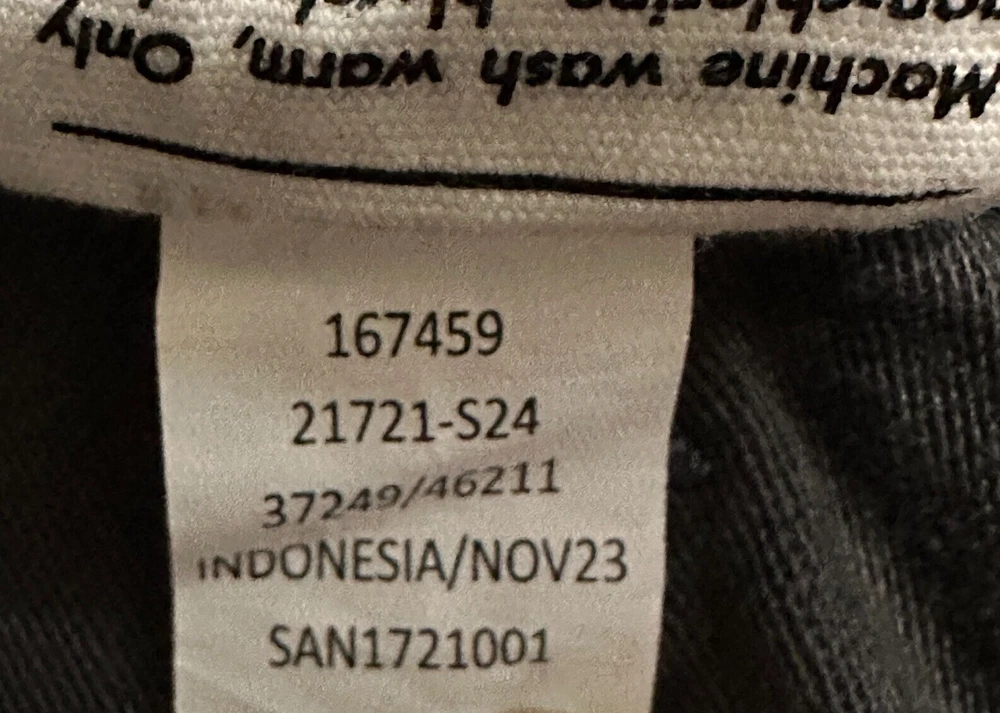 Machine wash warm, Only
167459
21721-S24
37249/46211
INDONESIA/NOV23
SAN1721001